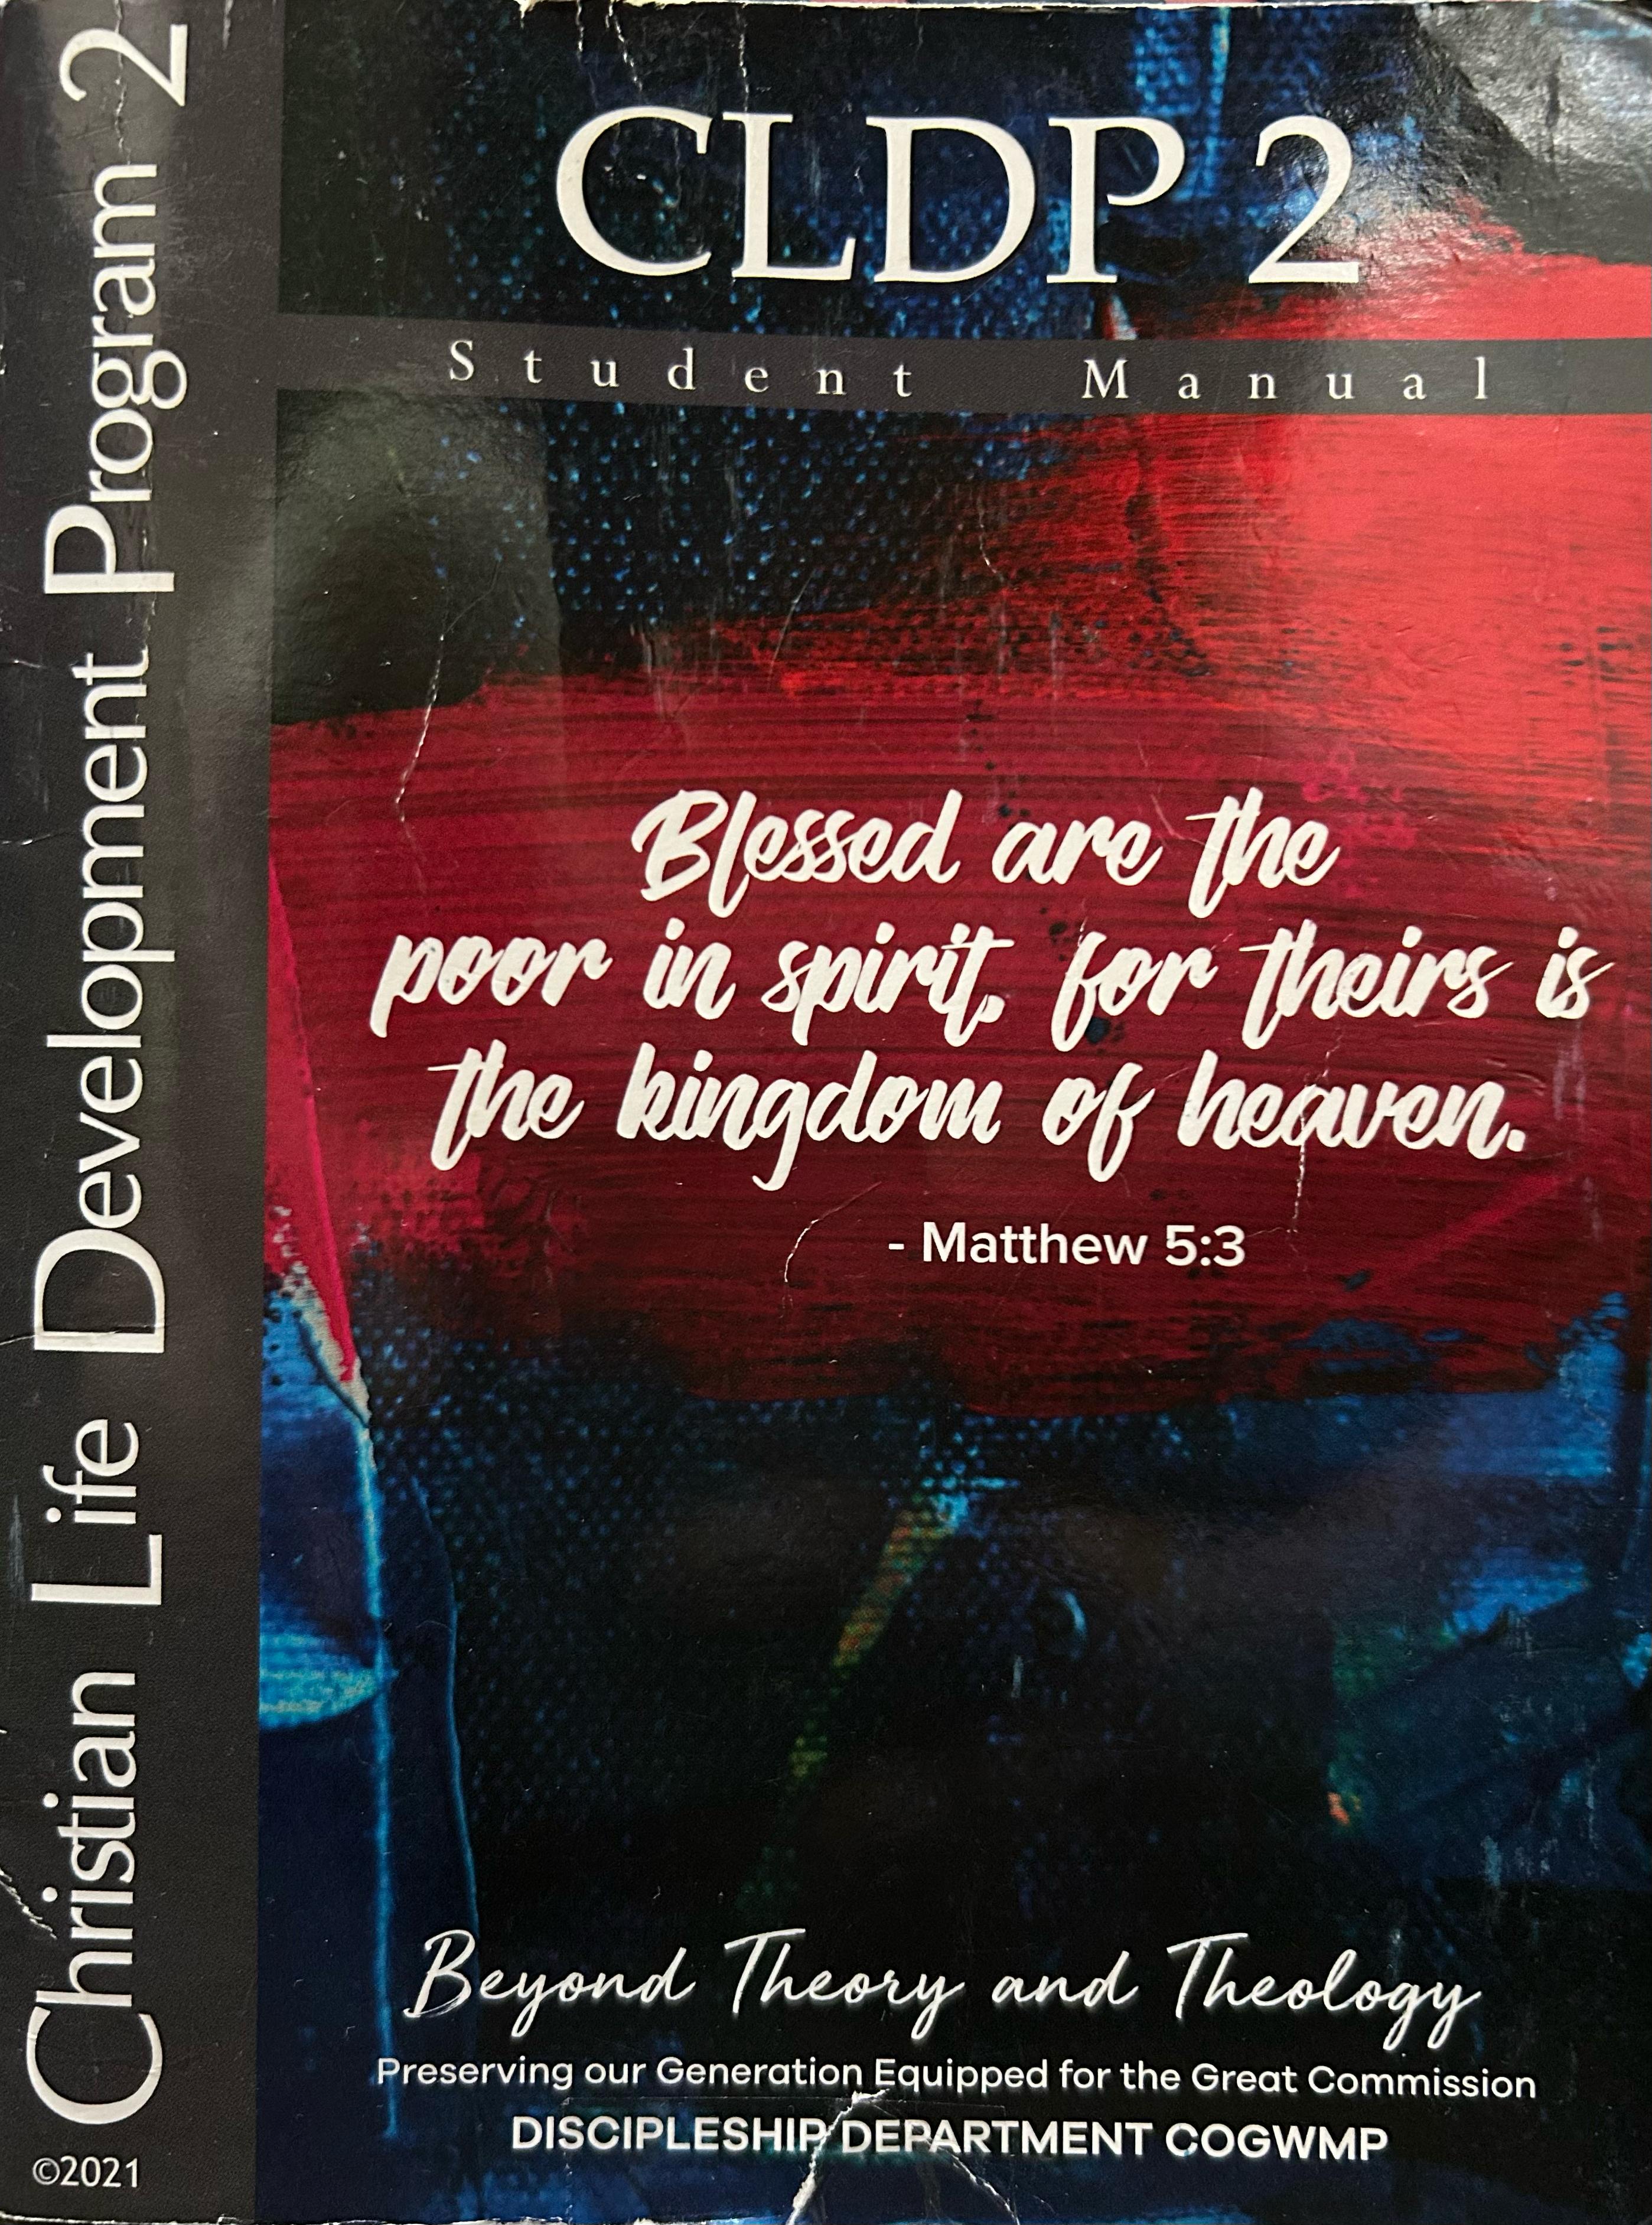 Christian Life Development Program 2
©2021
CLDP 2
Student Manual
Blessed are the
poor in spirit, for theirs is
the kingdom of heaven.
- Matthew 5:3
Beyond Theory and Theology
Preserving our Generation Equipped for the Great Commission
DISCIPLESHIP DEPARTMENT COGWMP